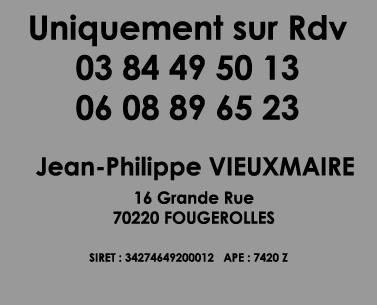 Uniquement sur Rdv
03 84 49 50 13
06 08 89 65 23
Jean-Philippe VIEUXMAIRE
16 Grande Rue
70220 FOUGEROLLES
SIRET : 34274649200012 APE : 7420 Z